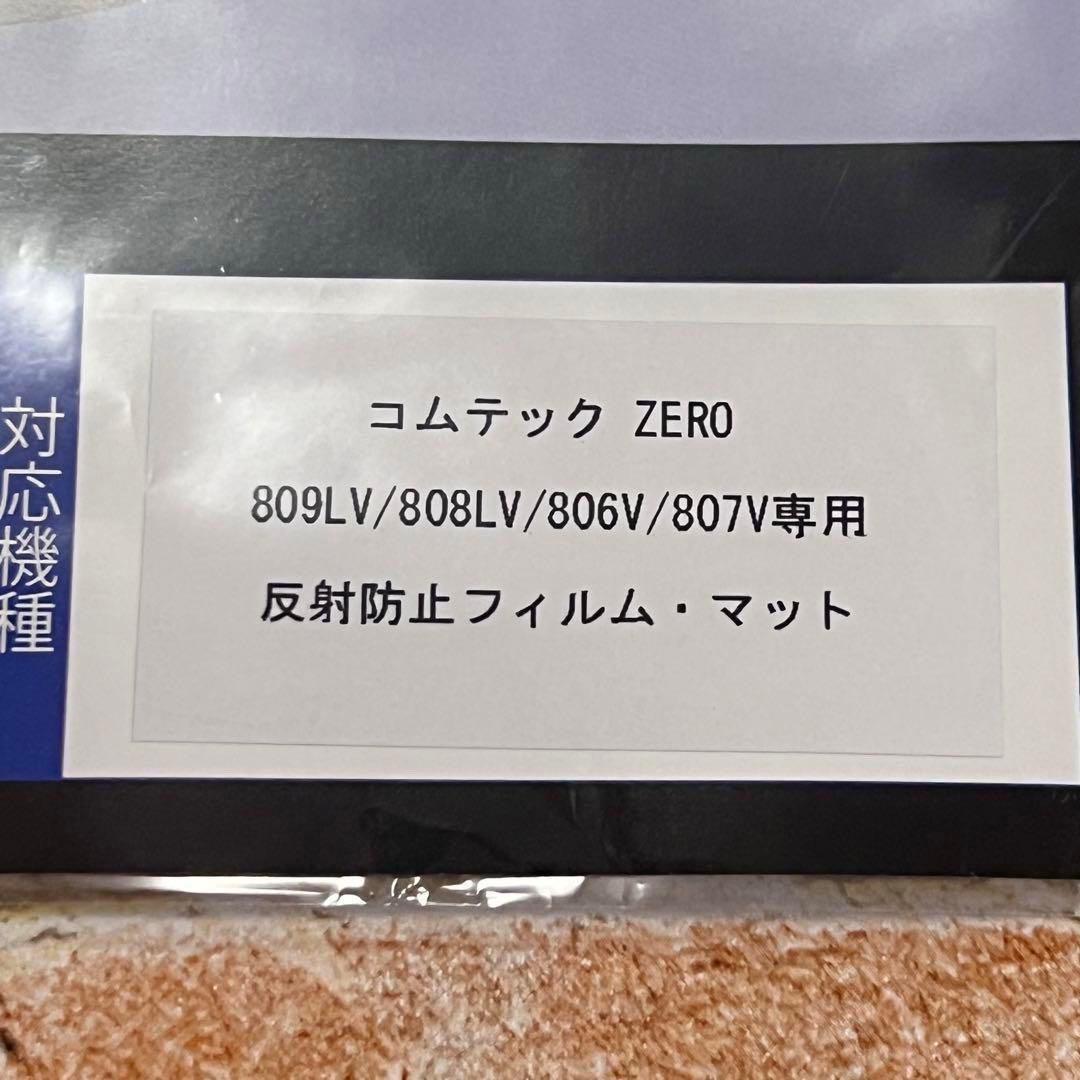 対応機種
コムテック ZERO
809LV/808LV/806V/807V専用
反射防止フィルム・マット